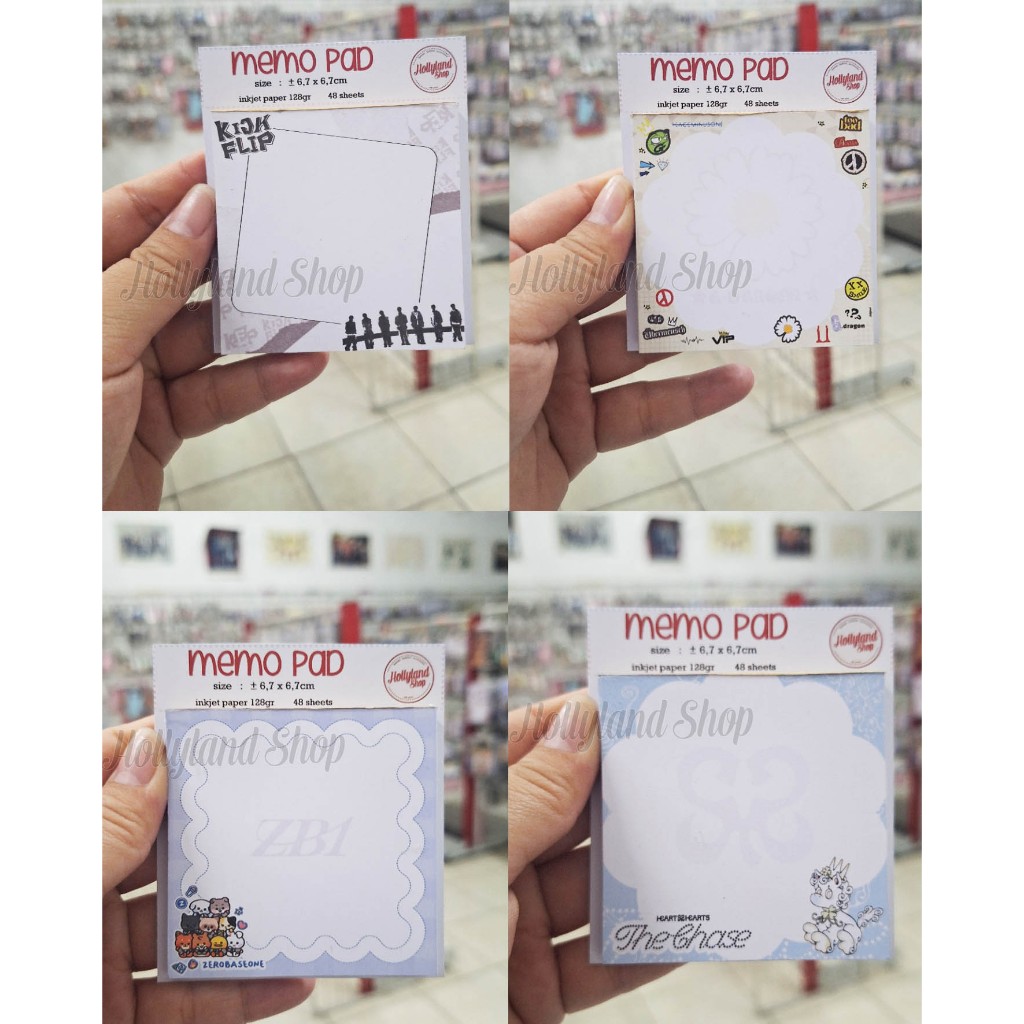 memo PaD
Hollyland
Shop
size : ± 6,7 x 6,7cm
inkjet paper 128gr 48 sheets
KICK
FLIP
Hollyland Shop
memo PaD
Hollyland
Shop
size : ± 6,7 x 6,7cm
inkjet paper 128gr 48 sheets
PEACEMINUSONE
too
bad
XX
VIP
.dragon
Hollyland Shop
memo PaD
Hollyland
Shop
size : ± 6,7 x 6,7cm
inkjet paper 128gr 48 sheets
Hollyland Shop
ZB1
ZEROBASEONE
memo PaD
Hollyland
Shop
size : ± 6,7 x 6,7cm
inkjet paper 128gr 48 sheets
Hollyland Shop
HEARTS2HEARTS
The Chase